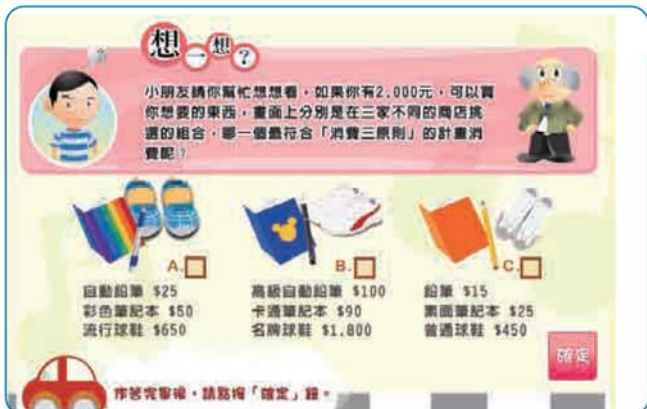 想一想?
小朋友請你幫忙想想看，如果你有2,000元，可以買
你想要的東西，畫面上分別是在三家不同的商店挑
選的組合，哪一個最符合「消費三原則」的計畫消
費呢？
A.
自動鉛筆 $25
彩色筆記本 $50
流行球鞋 $650
B.
高級自動鉛筆 $100
卡通筆記本 $90
名牌球鞋 $1,800
C.
鉛筆 $15
素面筆記本 $25
普通球鞋 $450
確定
作答完畢後，請點按「確定」鈕。